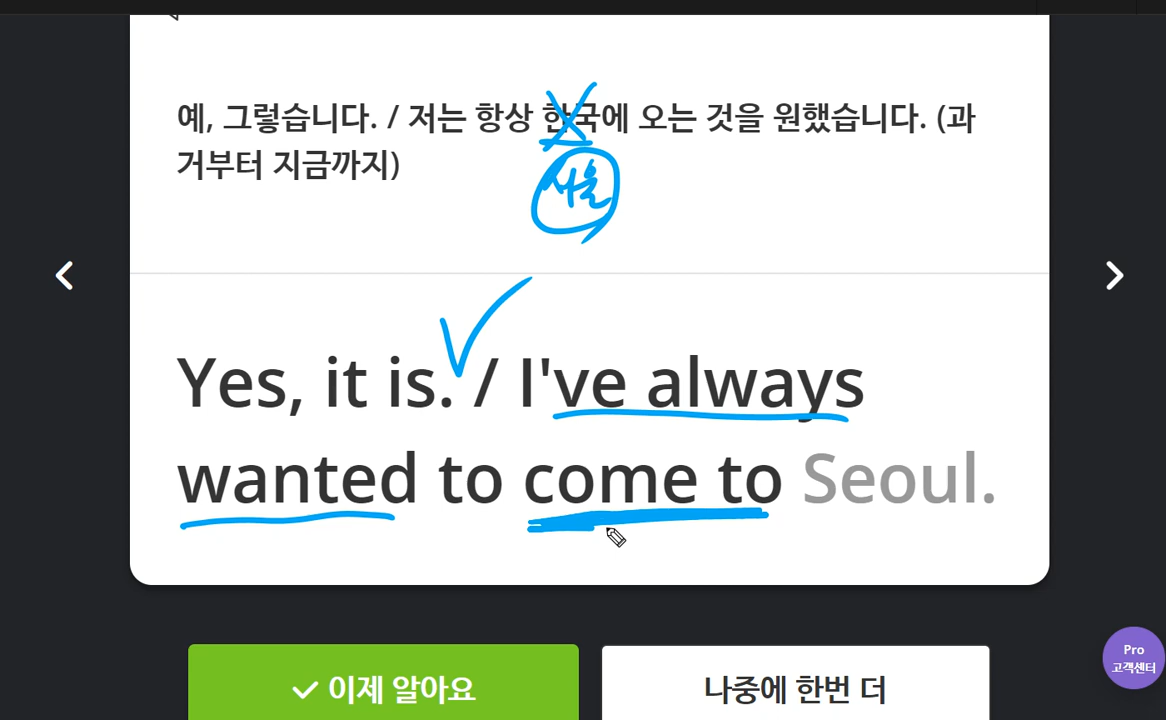 예, 그렇습니다. / 저는 항상 한국에 오는 것을 원했습니다. (과
거부터 지금까지)
서울
Yes, it is. / I've always
wanted to come to Seoul.
이제 알아요
나중에 한번 더
Pro
고객센터